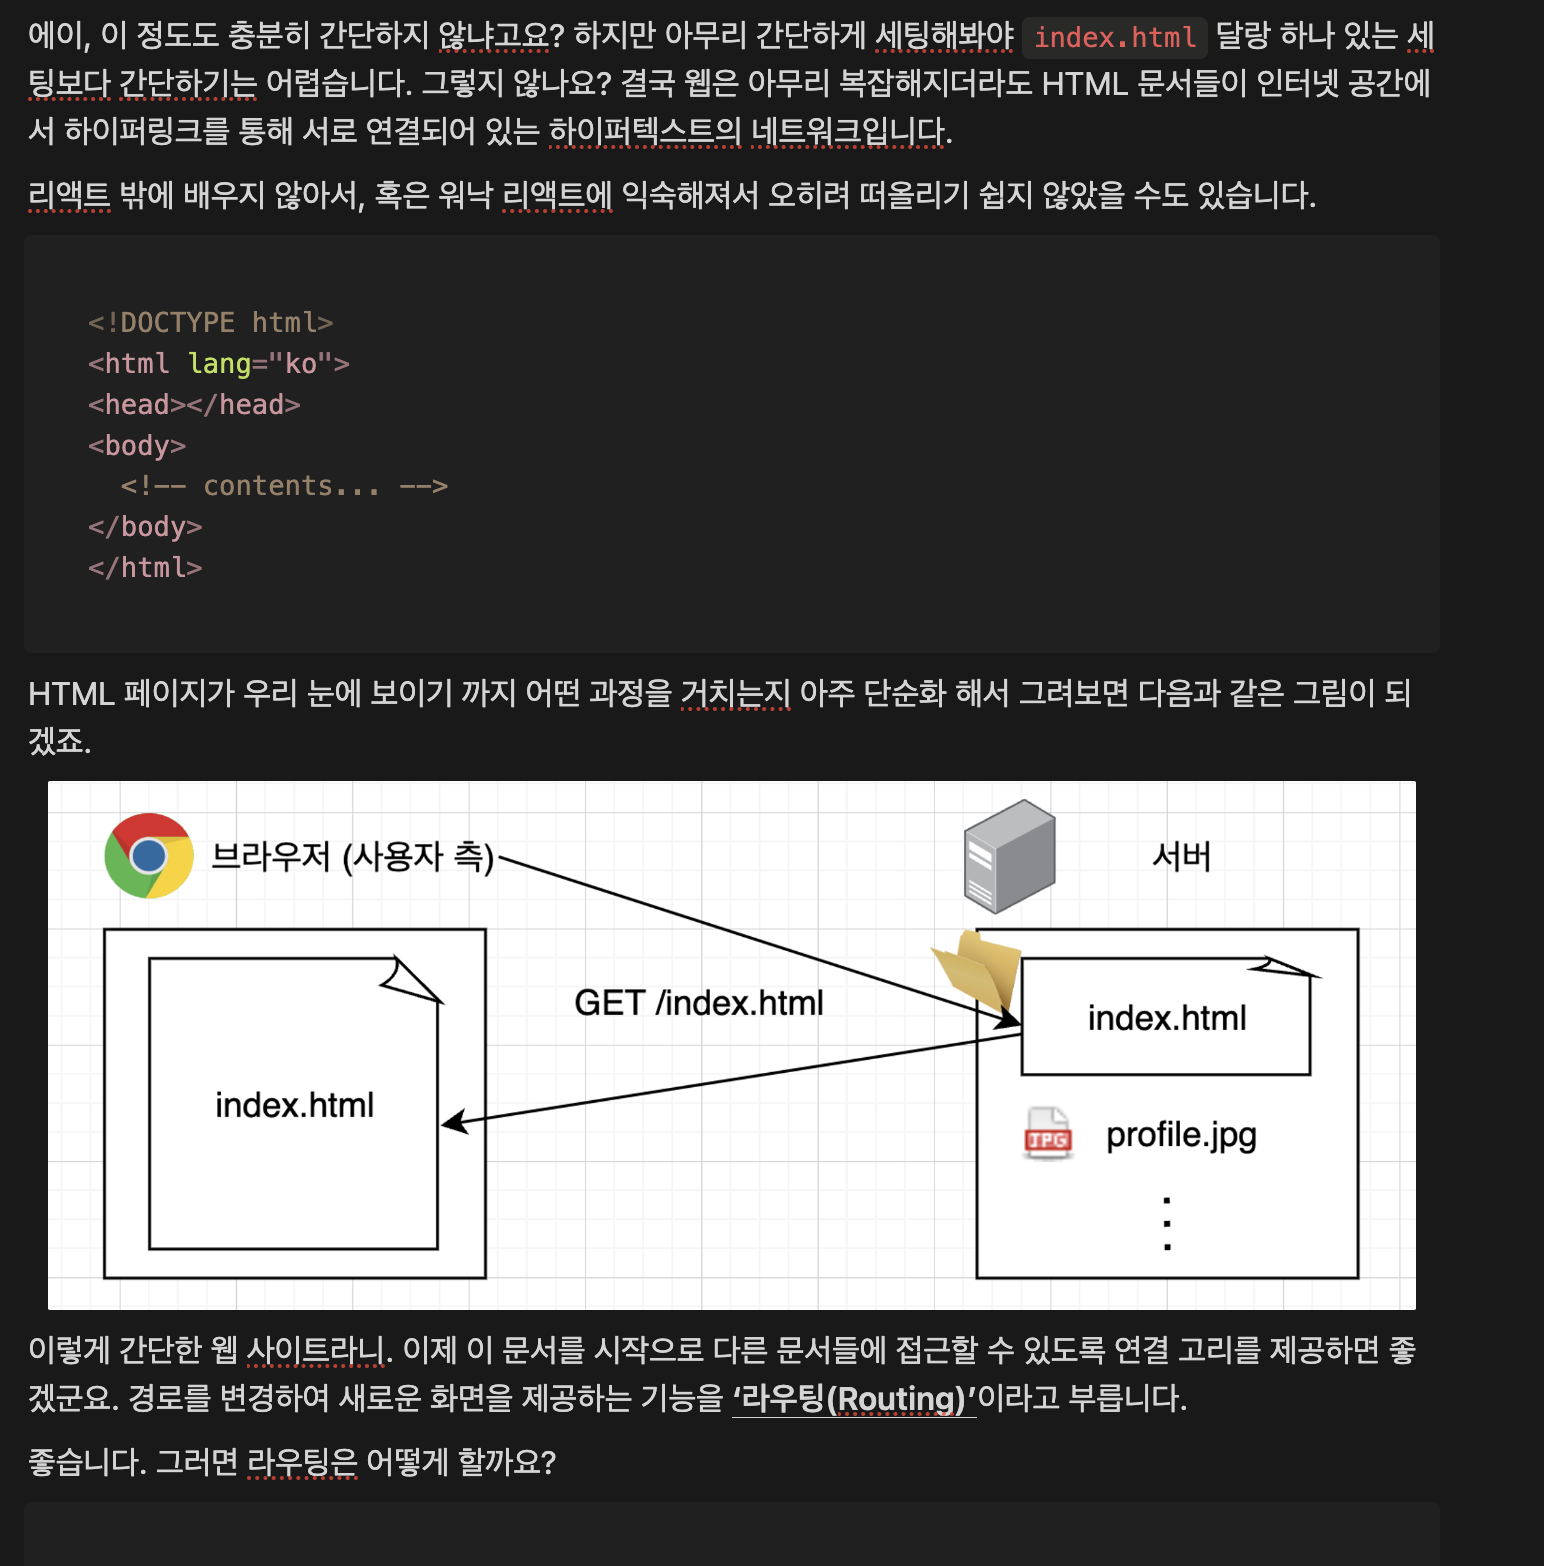 에이, 이 정도도 충분히 간단하지 않냐고요? 하지만 아무리 간단하게 세팅해봐야 index.html 달랑 하나 있는 세
팅보다 간단하기는 어렵습니다. 그렇지 않나요? 결국 웹은 아무리 복잡해지더라도 HTML 문서들이 인터넷 공간에
서 하이퍼링크를 통해 서로 연결되어 있는 하이퍼텍스트의 네트워크입니다.
리액트 밖에 배우지 않아서, 혹은 워낙 리액트에 익숙해져서 오히려 떠올리기 쉽지 않았을 수도 있습니다.
<!DOCTYPE html>
<html lang="ko">
<head></head>
<body>
  <!-- contents... -->
</body>
</html>
HTML 페이지가 우리 눈에 보이기 까지 어떤 과정을 거치는지 아주 단순화 해서 그려보면 다음과 같은 그림이 되
겠죠.
브라우저 (사용자 측)
서버
GET /index.html
index.html
index.html
JPG profile.jpg
이렇게 간단한 웹 사이트라니. 이제 이 문서를 시작으로 다른 문서들에 접근할 수 있도록 연결 고리를 제공하면 좋
겠군요. 경로를 변경하여 새로운 화면을 제공하는 기능을 ‘라우팅(Routing)’이라고 부릅니다.
좋습니다. 그러면 라우팅은 어떻게 할까요?